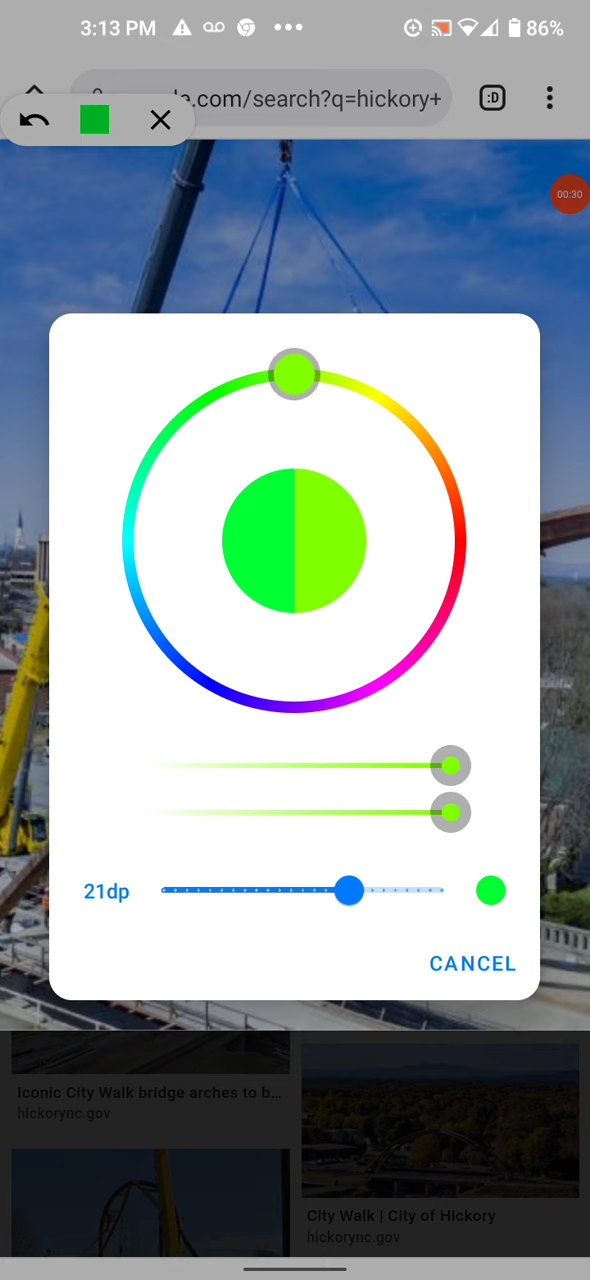 3:13 PM
86%
e.com/search?q=hickory+
:D
00:30
21dp
CANCEL
Iconic City Walk bridge arches to b...
hickorync.gov
City Walk | City of Hickory
hickorync.gov